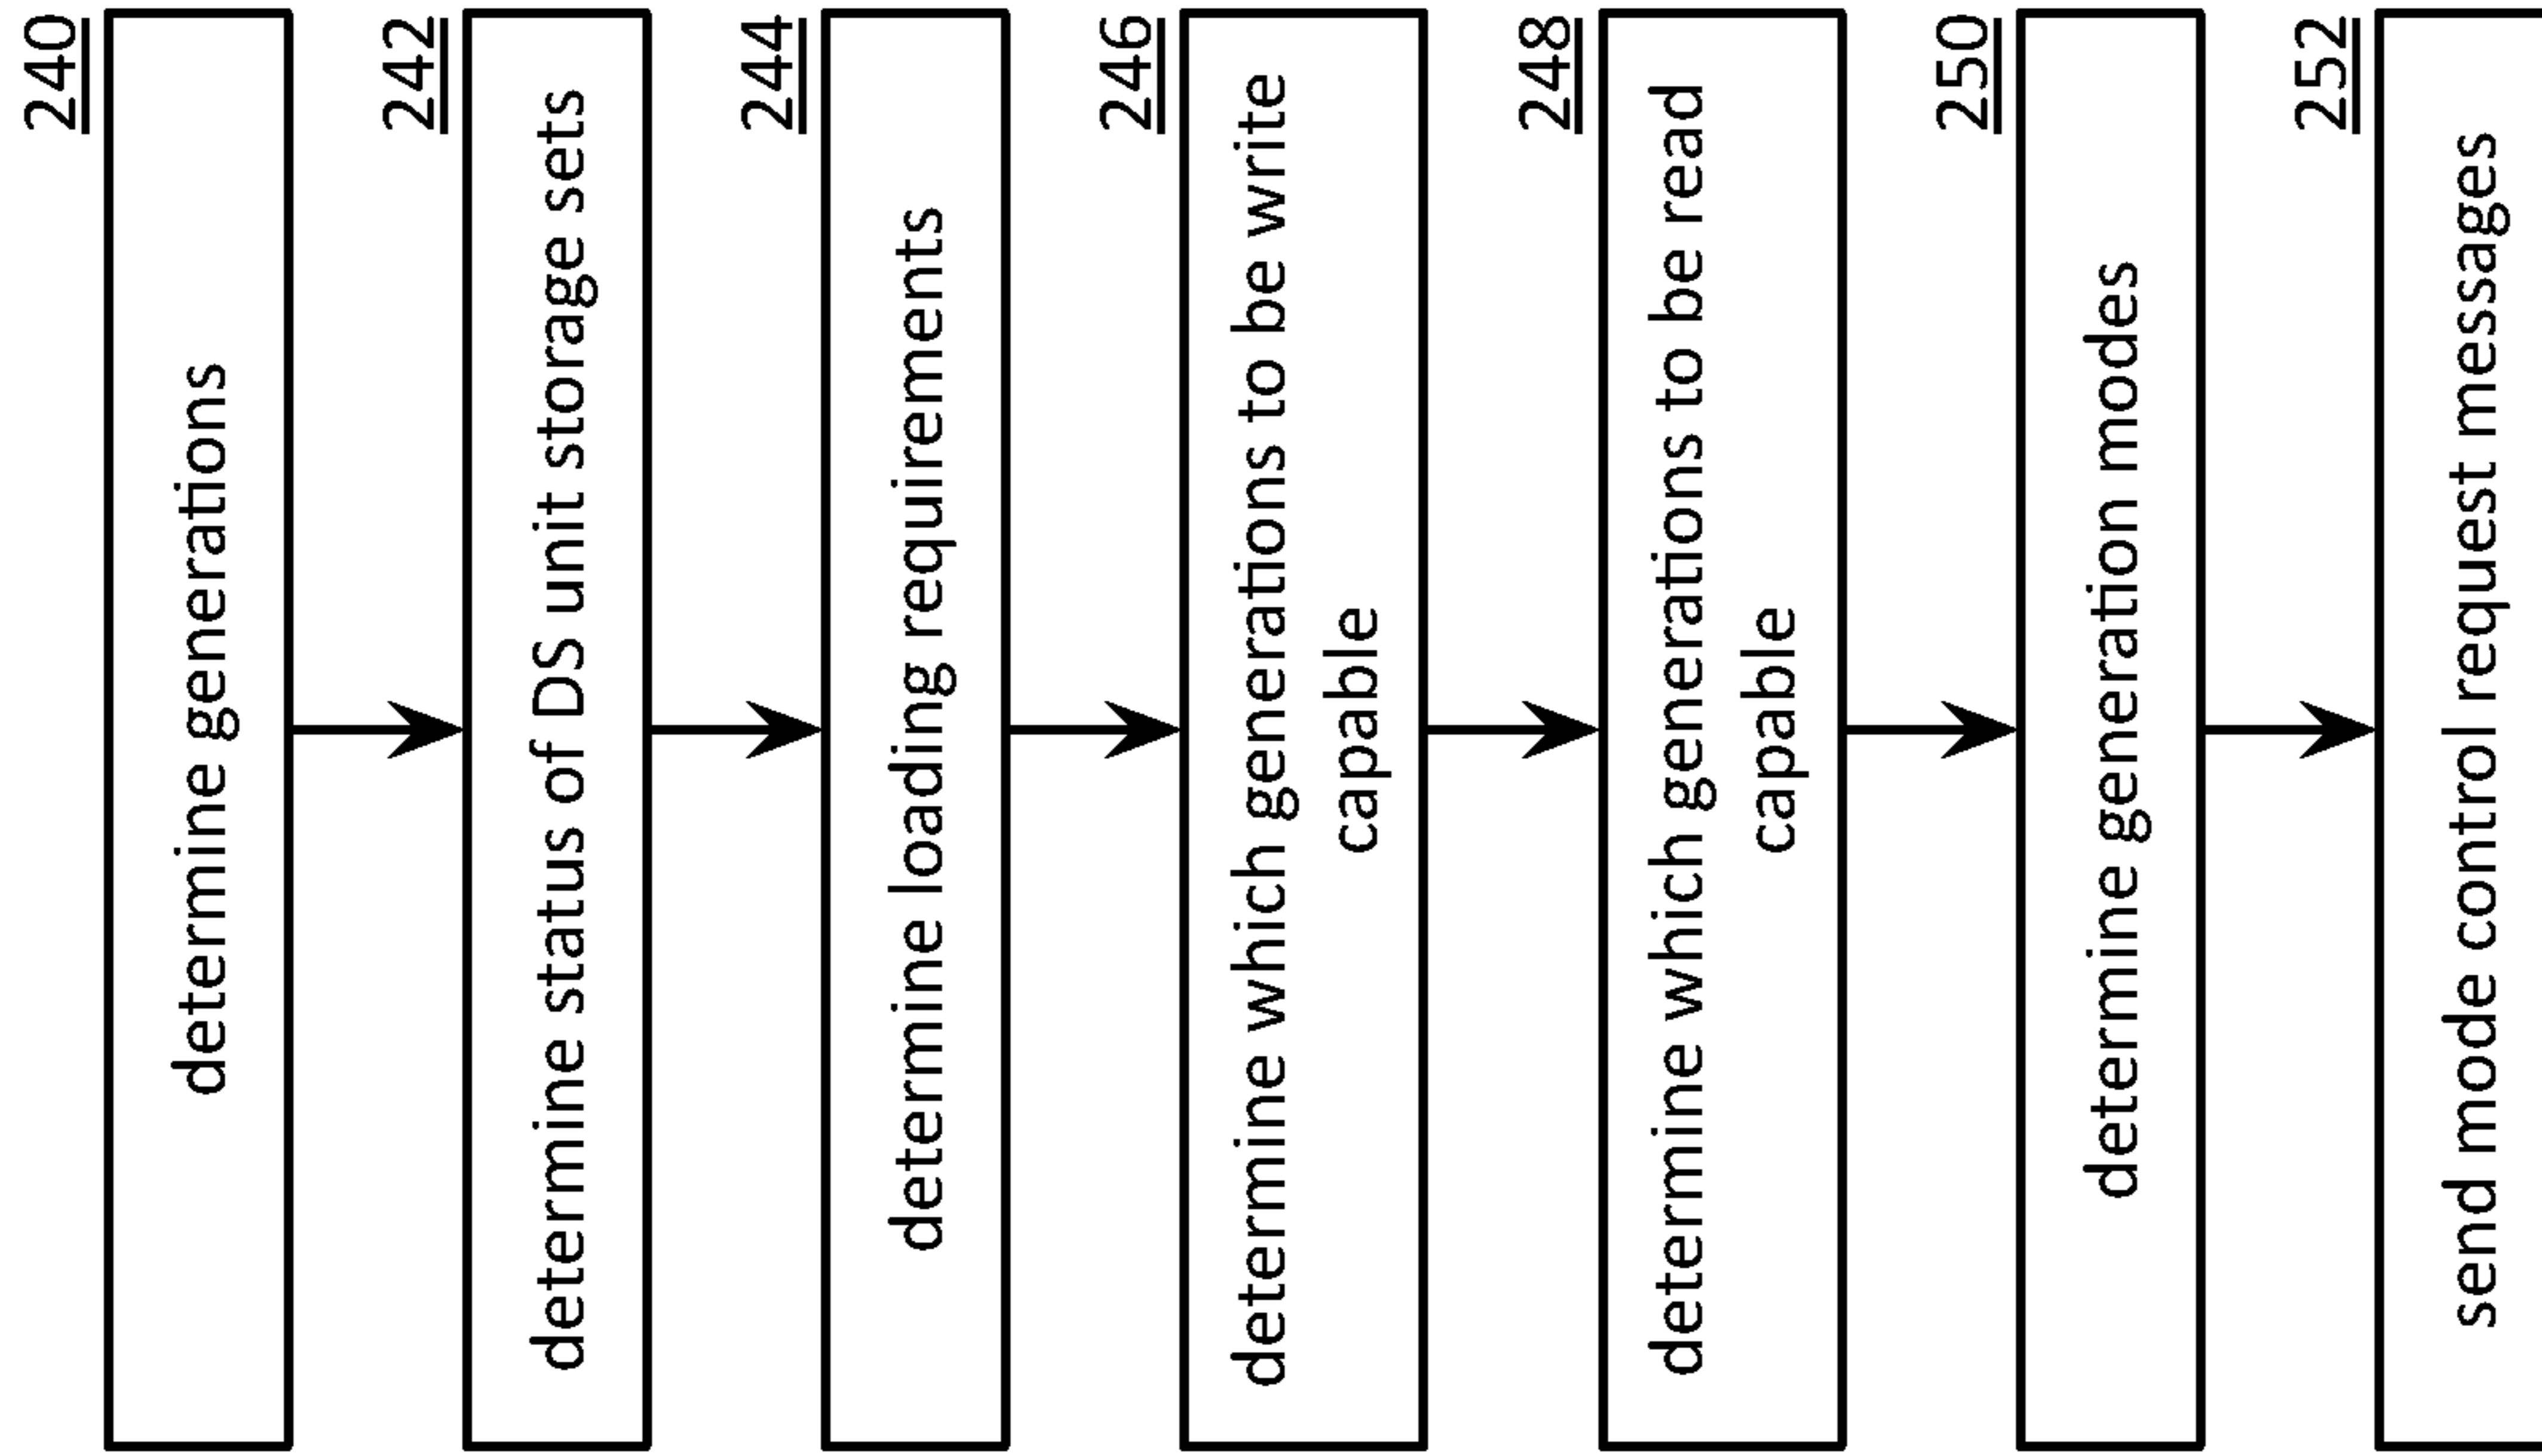 240
determine generations
242
determine status of DS unit storage sets
244
determine loading requirements
246
determine which generations to be write
capable
248
determine which generations to be read
capable
250
determine generation modes
252
send mode control request messages